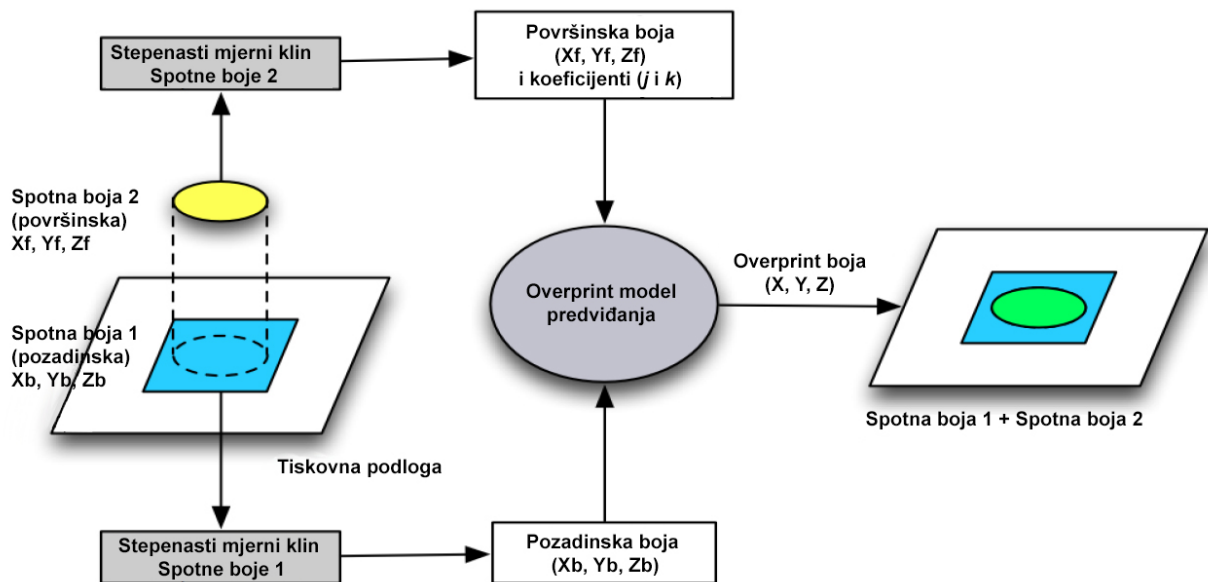 Stepenasti mjerni klin
Spotne boje 2
Površinska boja
(Xf, Yf, Zf)
i koeficijenti (j i k)
Spotna boja 2
(površinska)
Xf, Yf, Zf
Spotna boja 1
(pozadinska)
Xb, Yb, Zb
Overprint model
predviđanja
Overprint boja
(X, Y, Z)
Spotna boja 1 + Spotna boja 2
Tiskovna podloga
Stepenasti mjerni klin
Spotne boje 1
Pozadinska boja
(Xb, Yb, Zb)